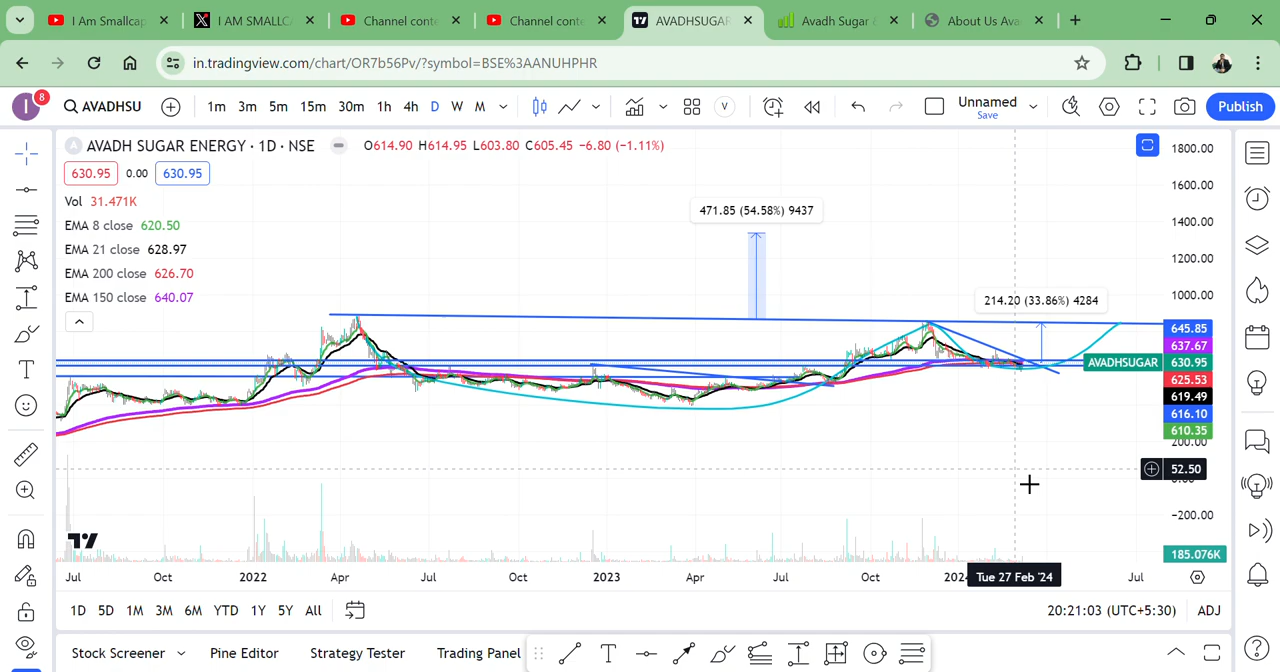 I Am Smallcap
I AM SMALLCA
Channel conte
Channel conte
AVADHSUGAR
Avadh Sugar &
About Us Ava
in.tradingview.com/chart/OR7b56Pv/?symbol=BSE%3AANUHPHR
I 8 AVADHSU 1m 3m 5m 15m 30m 1h 4h D W M V Unnamed Save Publish
AVADH SUGAR ENERGY · 1D · NSE O614.90 H614.95 L603.80 C605.45 −6.80 (−1.11%)
630.95 0.00 630.95
Vol 31.471K
EMA 8 close 620.50
EMA 21 close 628.97
EMA 200 close 626.70
EMA 150 close 640.07
471.85 (54.58%) 9437
214.20 (33.86%) 4284
1800.00
1600.00
1400.00
1200.00
1000.00
645.85
637.67
AVADHSUGAR 630.95
625.53
619.49
616.10
610.35
200.00
52.50
0.00
−200.00
185.076K
Jul Oct 2022 Apr Jul Oct 2023 Apr Jul Oct 2024 Tue 27 Feb '24 Jul
1D 5D 1M 3M 6M YTD 1Y 5Y All 20:21:03 (UTC+5:30) ADJ
Stock Screener Pine Editor Strategy Tester Trading Panel